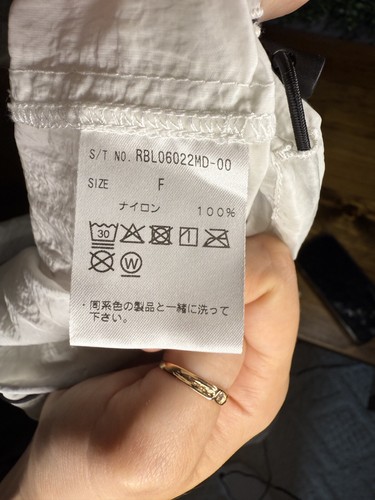 S/T NO. RBL06022MD-00
SIZE F
ナイロン 100%
30
W
・同系色の製品と一緒に洗って
下さい。